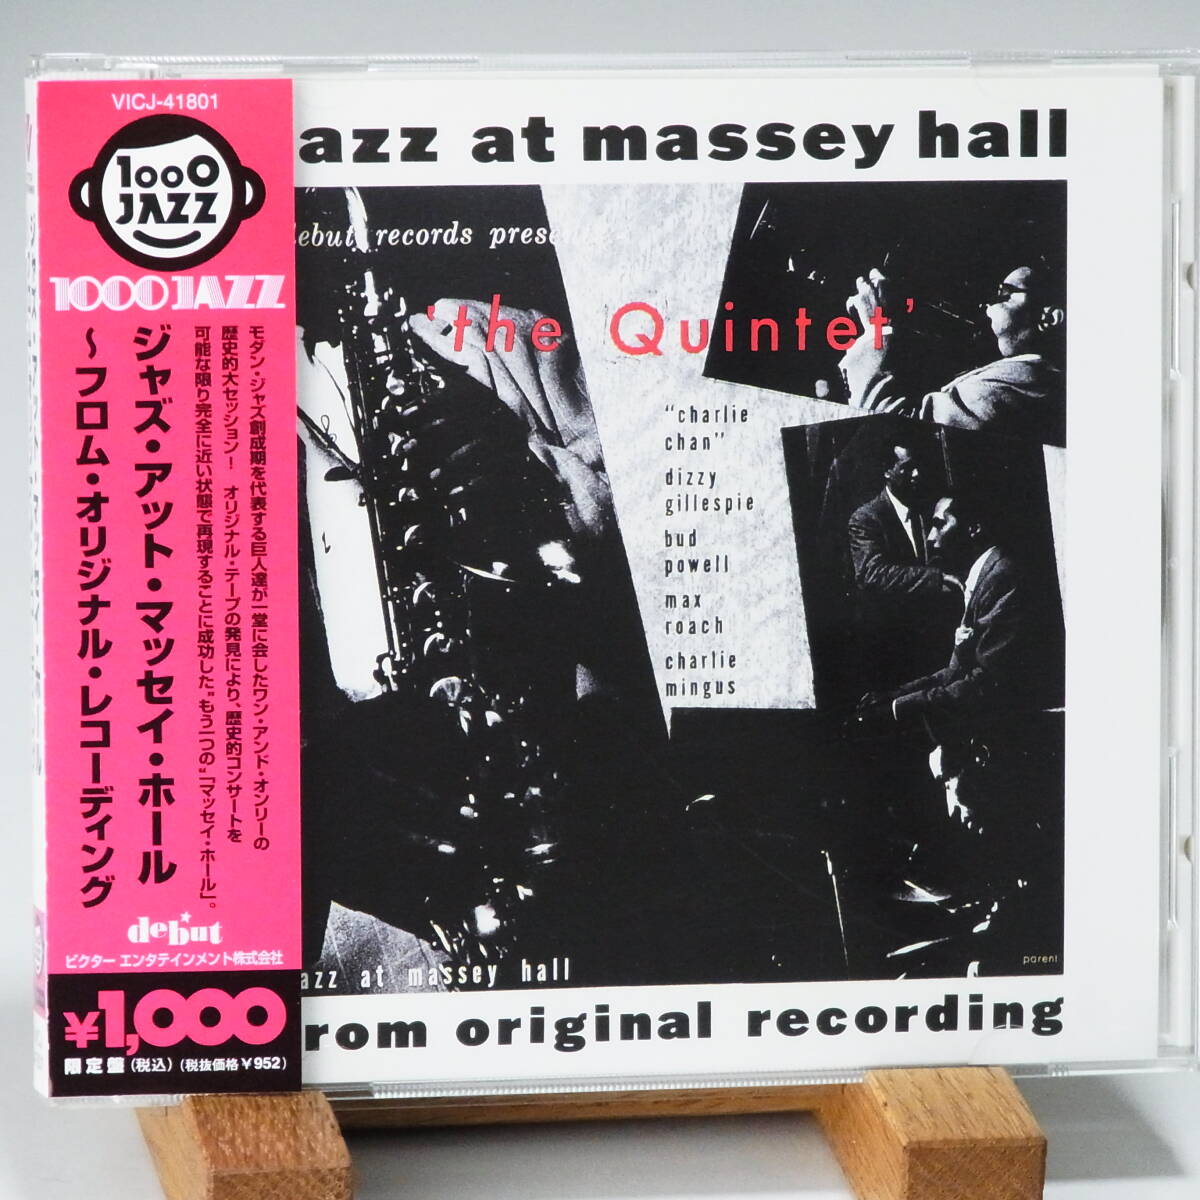 VICJ-41801
1000
JAZZ
1000 JAZZ
モダン・ジャズ創成期を代表する巨人達が一堂に会したワン・アンド・オンリーの
歴史的大セッション! オリジナル・テープの発見により、歴史的コンサートを
可能な限り完全に近い状態で再現することに成功した“もう一つの”「マッセイ・ホール」。
ジャズ・アット・マッセイ・ホール
~フロム・オリジナル・レコーディング
debut
ビクター エンタテインメント株式会社
¥1,000
限定盤 (税込) (税抜価格¥952)
azz at massey hall
ebut records prese
'the Quintet'
"charlie
chan"
dizzy
gillespie
bud
powell
max
roach
charlie
mingus
parent
azz at massey hall
rom original recording